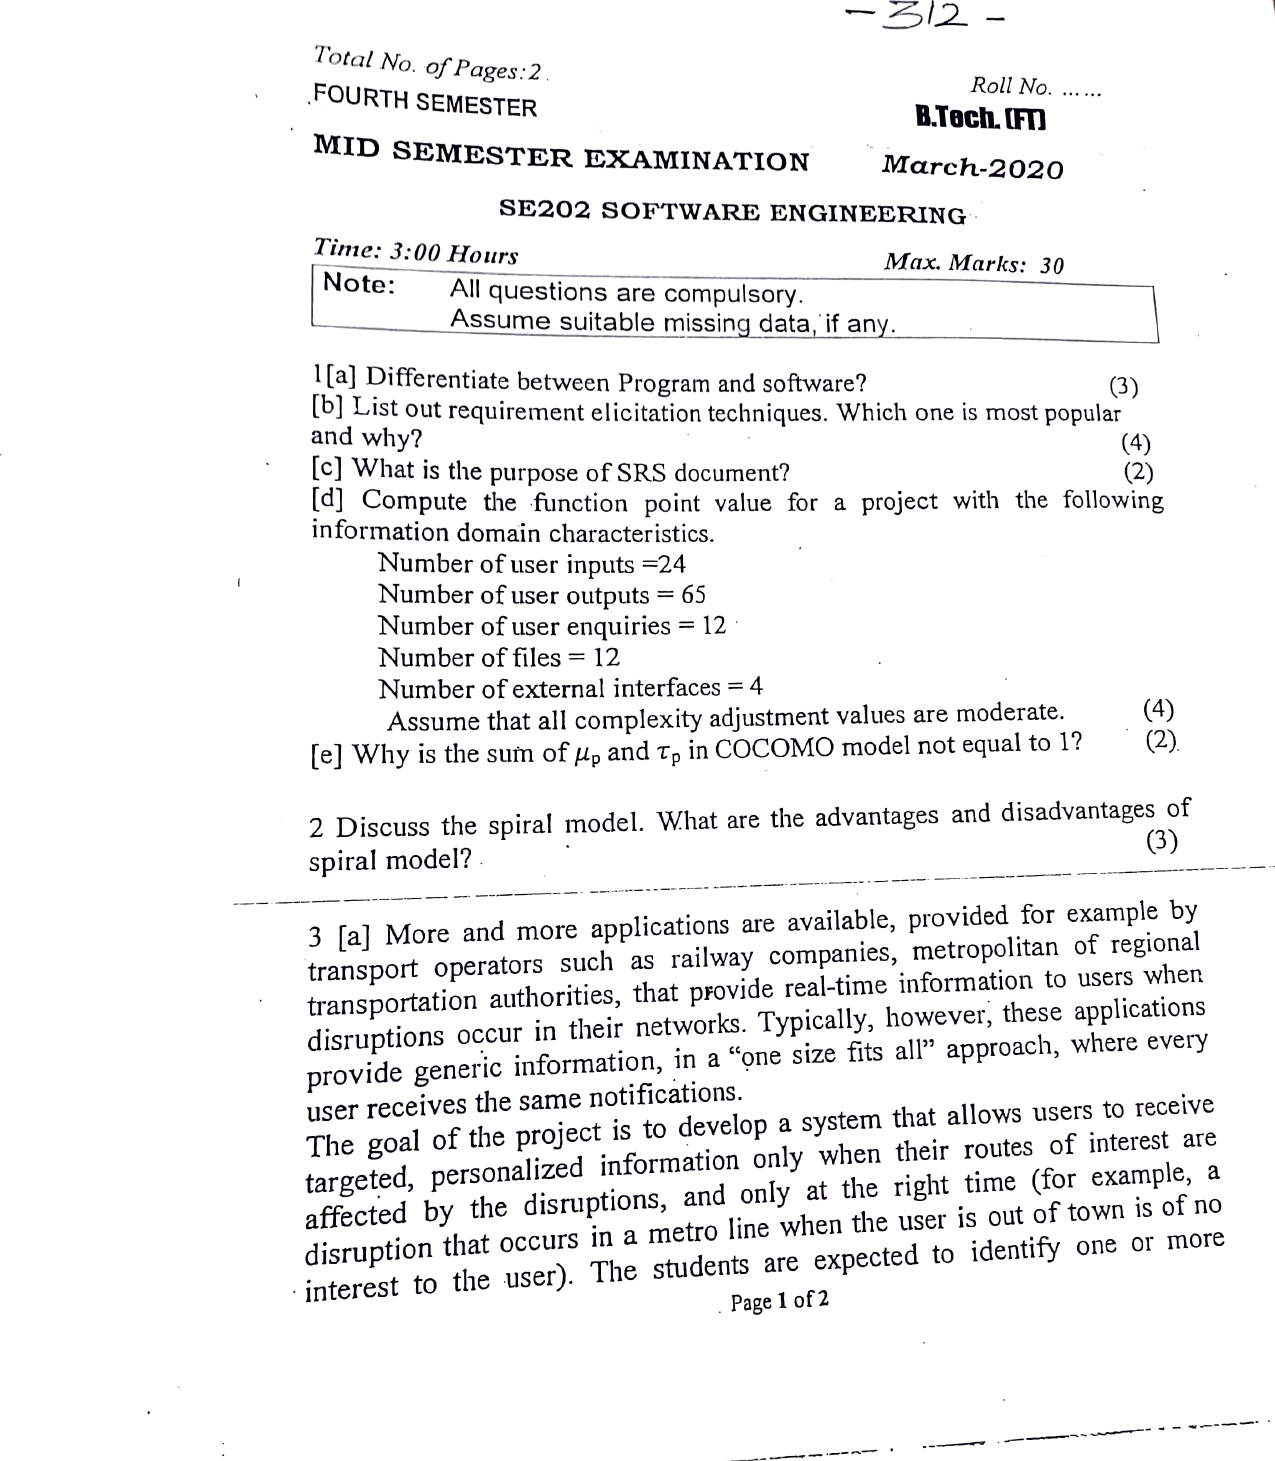 - 312 -
Total No. of Pages:2.
Roll No. ......
FOURTH SEMESTER
B.Tech. (FT)
MID SEMESTER EXAMINATION March-2020
SE202 SOFTWARE ENGINEERING
Time: 3:00 Hours Max. Marks: 30
Note: All questions are compulsory.
Assume suitable missing data, if any.
1[a] Differentiate between Program and software? (3)
[b] List out requirement elicitation techniques. Which one is most popular
and why? (4)
[c] What is the purpose of SRS document? (2)
[d] Compute the function point value for a project with the following
information domain characteristics.
Number of user inputs =24
Number of user outputs = 65
Number of user enquiries = 12
Number of files = 12
Number of external interfaces = 4
Assume that all complexity adjustment values are moderate. (4)
[e] Why is the sum of μp and τp in COCOMO model not equal to 1? (2).
2 Discuss the spiral model. What are the advantages and disadvantages of
spiral model? (3)
3 [a] More and more applications are available, provided for example by
transport operators such as railway companies, metropolitan of regional
transportation authorities, that provide real-time information to users when
disruptions occur in their networks. Typically, however, these applications
provide generic information, in a “one size fits all” approach, where every
user receives the same notifications.
The goal of the project is to develop a system that allows users to receive
targeted, personalized information only when their routes of interest are
affected by the disruptions, and only at the right time (for example, a
disruption that occurs in a metro line when the user is out of town is of no
interest to the user). The students are expected to identify one or more
Page 1 of 2